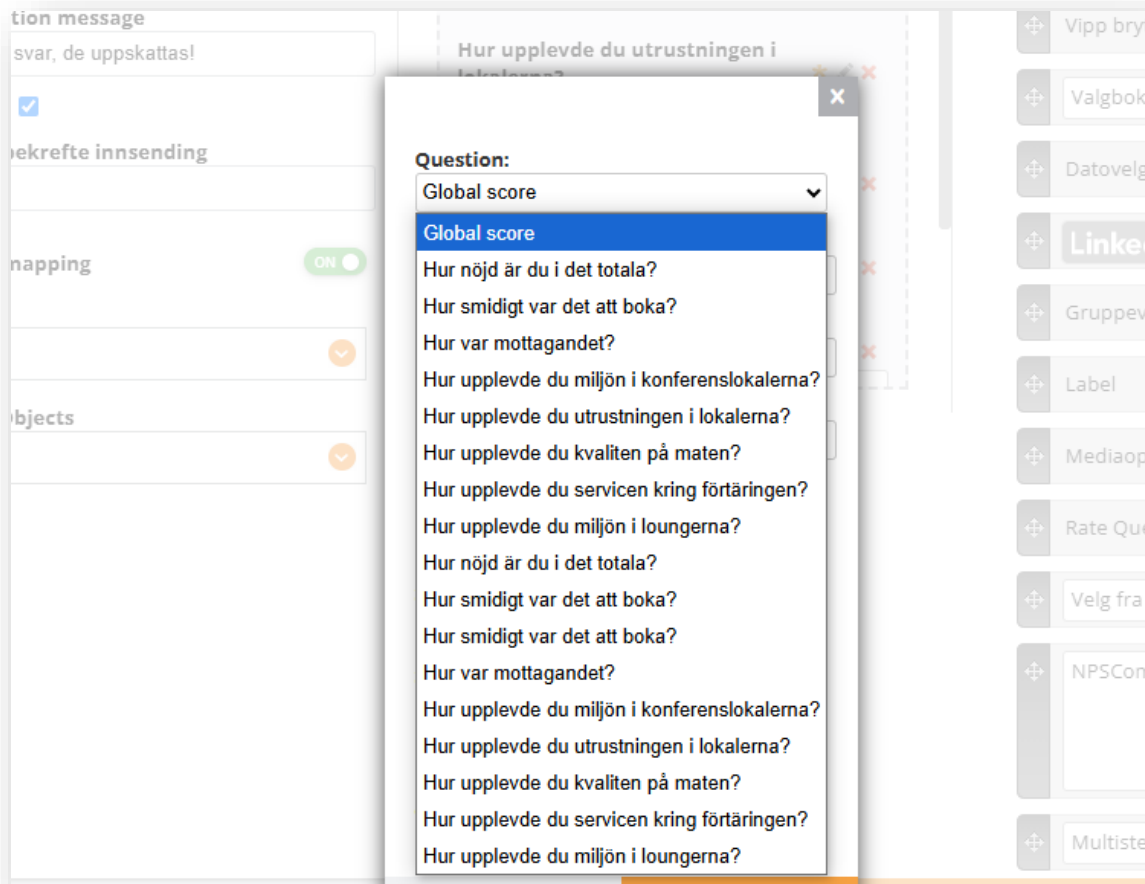 tion message
svar, de uppskattas!
bekrefte innsending
mapping
ON
bjects
Hur upplevde du utrustningen i
lokalerna?
×
Question:
Global score
Global score
Hur nöjd är du i det totala?
Hur smidigt var det att boka?
Hur var mottagandet?
Hur upplevde du miljön i konferenslokalerna?
Hur upplevde du utrustningen i lokalerna?
Hur upplevde du kvaliten på maten?
Hur upplevde du servicen kring förtäringen?
Hur upplevde du miljön i loungerna?
Hur nöjd är du i det totala?
Hur smidigt var det att boka?
Hur smidigt var det att boka?
Hur var mottagandet?
Hur upplevde du miljön i konferenslokalerna?
Hur upplevde du utrustningen i lokalerna?
Hur upplevde du kvaliten på maten?
Hur upplevde du servicen kring förtäringen?
Hur upplevde du miljön i loungerna?
Vipp bry
Valgbok
Datovelg
Linke
Gruppev
Label
Mediaop
Rate Que
Velg fra
NPSCom
Multiste